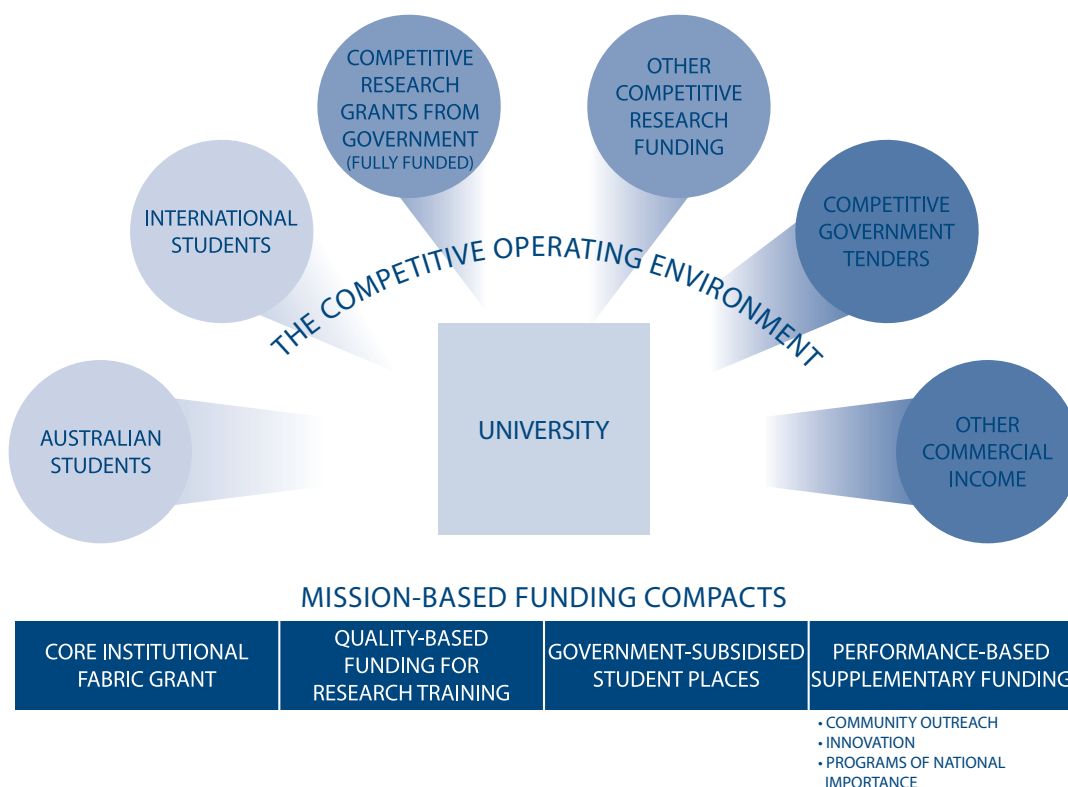 COMPETITIVE
RESEARCH
GRANTS FROM
GOVERNMENT
(FULLY FUNDED)
OTHER
COMPETITIVE
RESEARCH
FUNDING
INTERNATIONAL
STUDENTS
COMPETITIVE
GOVERNMENT
TENDERS
THE COMPETITIVE OPERATING ENVIRONMENT
AUSTRALIAN
STUDENTS
UNIVERSITY
OTHER
COMMERCIAL
INCOME
MISSION-BASED FUNDING COMPACTS
CORE INSTITUTIONAL
FABRIC GRANT
QUALITY-BASED
FUNDING FOR
RESEARCH TRAINING
GOVERNMENT-SUBSIDISED
STUDENT PLACES
PERFORMANCE-BASED
SUPPLEMENTARY FUNDING
• COMMUNITY OUTREACH
• INNOVATION
• PROGRAMS OF NATIONAL
IMPORTANCE